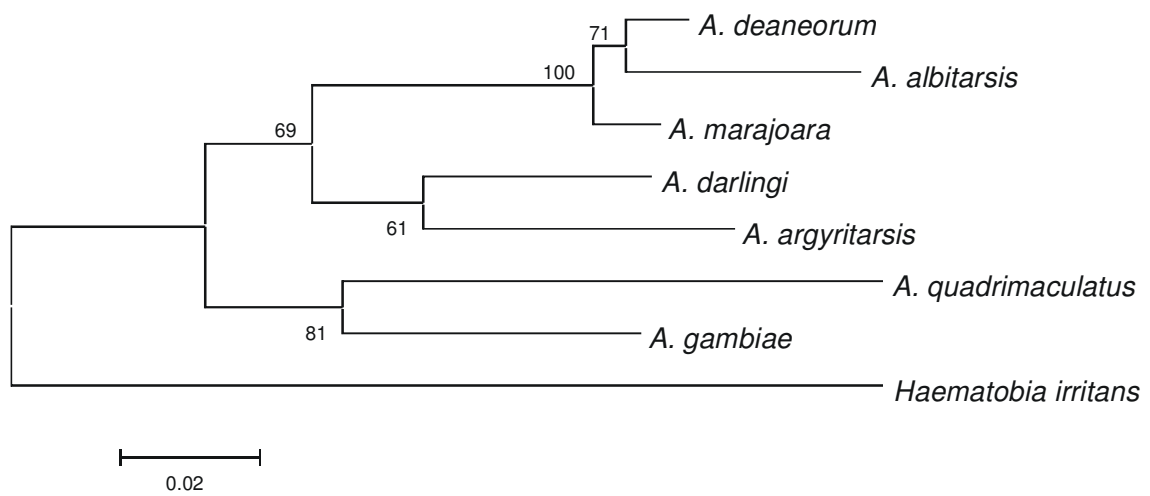 71
A. deaneorum
100
A. albitarsis
69
A. marajoara
A. darlingi
61
A. argyritarsis
A. quadrimaculatus
81
A. gambiae
Haematobia irritans
0.02